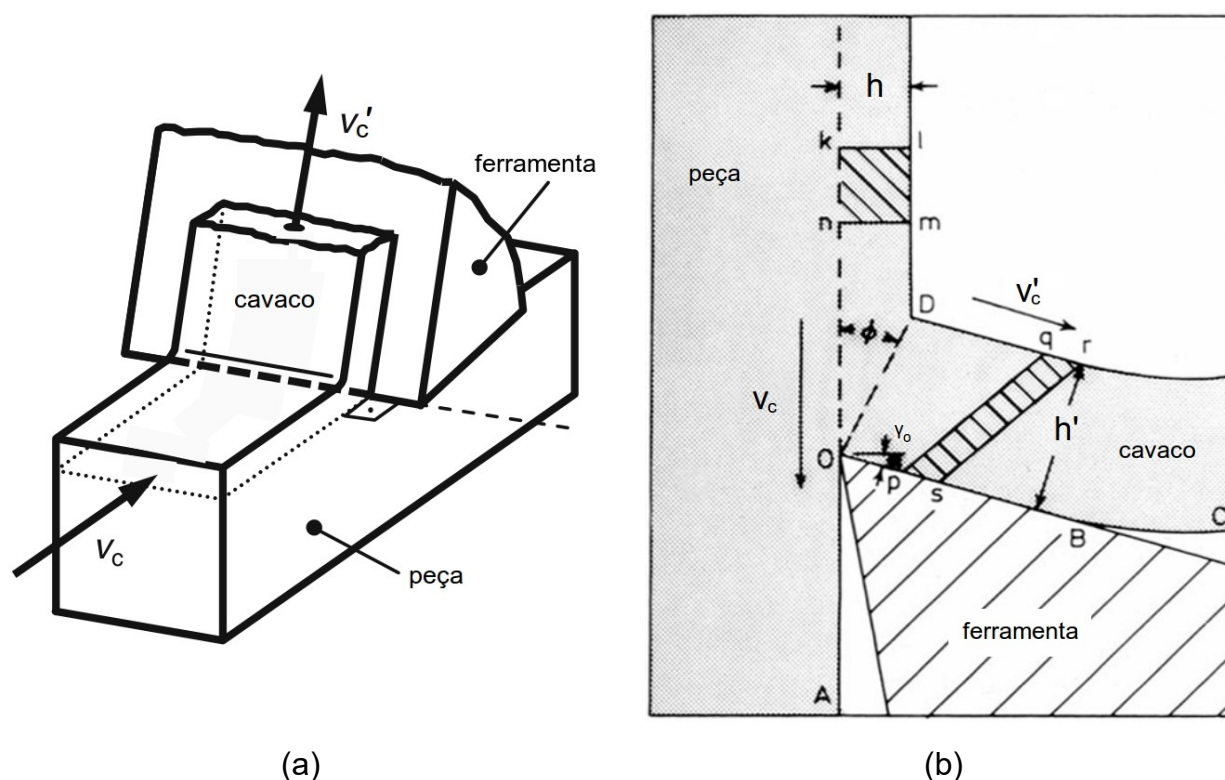 v'c
ferramenta
cavaco
vc
peça
(a)
h
k
l
peça
n
m
D
v'c
ϕ
q
r
vc
h'
γo
O
cavaco
p
s
C
B
ferramenta
A
(b)